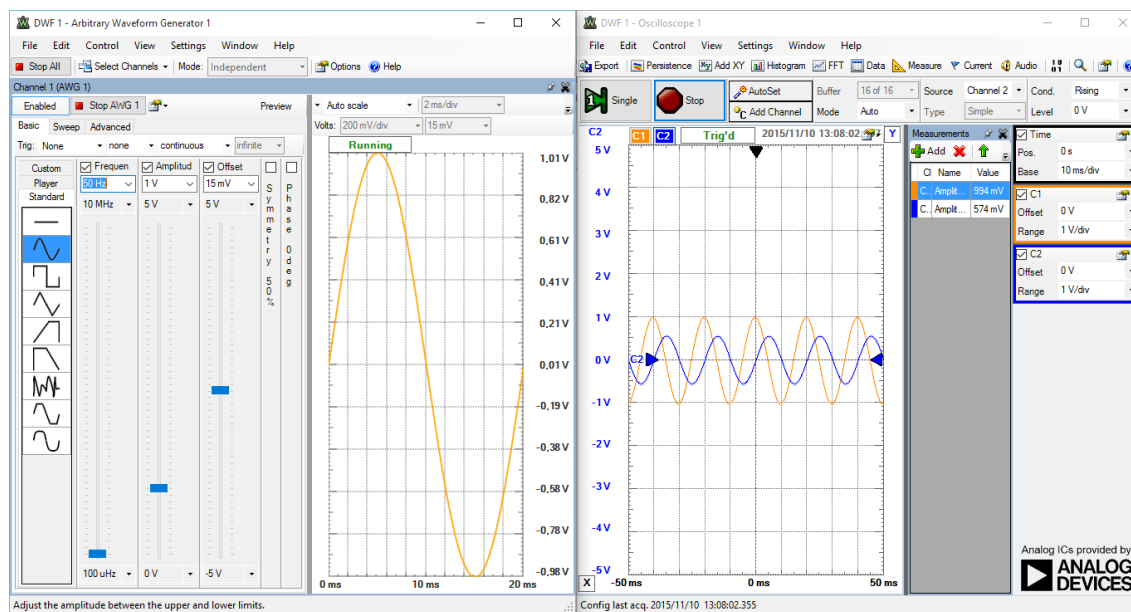 DWF 1 - Arbitrary Waveform Generator 1
File Edit Control View Settings Window Help
Stop All Select Channels Mode: Independent Options Help
Channel 1 (AWG 1)
Enabled Stop AWG 1 Preview
Basic Sweep Advanced
Trig: None none continuous infinite
Custom
Player
Standard
Frequen Amplitud Offset
50 Hz 1 V 15 mV
10 MHz 5 V 5 V
Symmetry 50%
Phase 0 deg
100 uHz 0 V -5 V
Auto scale 2 ms/div
Volts: 200 mV/div 15 mV
Running
1,01 V
0,82 V
0,61 V
0,41 V
0,21 V
0,01 V
-0,19 V
-0,38 V
-0,58 V
-0,78 V
-0,98 V
0 ms 10 ms 20 ms
Adjust the amplitude between the upper and lower limits.
DWF 1 - Oscilloscope 1
File Edit Control View Settings Window Help
Export Persistence Add XY Histogram FFT Data Measure Current Audio
Single Stop AutoSet Buffer 16 of 16 Source Channel 2 Cond. Rising
Add Channel Mode Auto Type Simple Level 0 V
C2 C1 C2 Trig'd 2015/11/10 13:08:02 Y
5 V
4 V
3 V
2 V
1 V
0 V
-1 V
-2 V
-3 V
-4 V
-5 V
C2
X -50 ms 0 ms 50 ms
Measurements
Add
Name Value
C. Amplit... 994 mV
C. Amplit... 574 mV
Time
Pos. 0 s
Base 10 ms/div
C1
Offset 0 V
Range 1 V/div
C2
Offset 0 V
Range 1 V/div
Analog ICs provided by
ANALOG
DEVICES
Config last acq. 2015/11/10 13:08:02.355